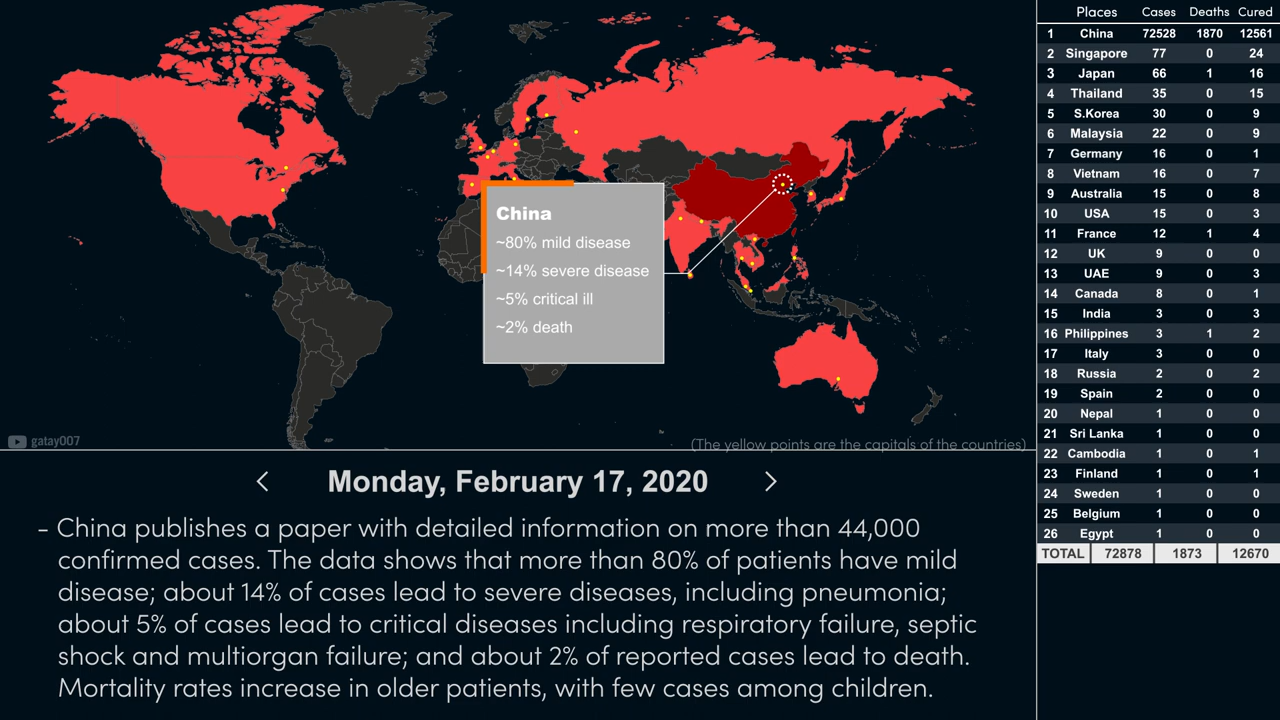 China
~80% mild disease
~14% severe disease
~5% critical ill
~2% death
gatay007
(The yellow points are the capitals of the countries)
< Monday, February 17, 2020 >
- China publishes a paper with detailed information on more than 44,000
confirmed cases. The data shows that more than 80% of patients have mild
disease; about 14% of cases lead to severe diseases, including pneumonia;
about 5% of cases lead to critical diseases including respiratory failure, septic
shock and multiorgan failure; and about 2% of reported cases lead to death.
Mortality rates increase in older patients, with few cases among children.
Places Cases Deaths Cured
1 China 72528 1870 12561
2 Singapore 77 0 24
3 Japan 66 1 16
4 Thailand 35 0 15
5 S.Korea 30 0 9
6 Malaysia 22 0 9
7 Germany 16 0 1
8 Vietnam 16 0 7
9 Australia 15 0 8
10 USA 15 0 3
11 France 12 1 4
12 UK 9 0 0
13 UAE 9 0 3
14 Canada 8 0 1
15 India 3 0 3
16 Philippines 3 1 2
17 Italy 3 0 0
18 Russia 2 0 2
19 Spain 2 0 0
20 Nepal 1 0 0
21 Sri Lanka 1 0 0
22 Cambodia 1 0 1
23 Finland 1 0 1
24 Sweden 1 0 0
25 Belgium 1 0 0
26 Egypt 1 0 0
TOTAL 72878 1873 12670